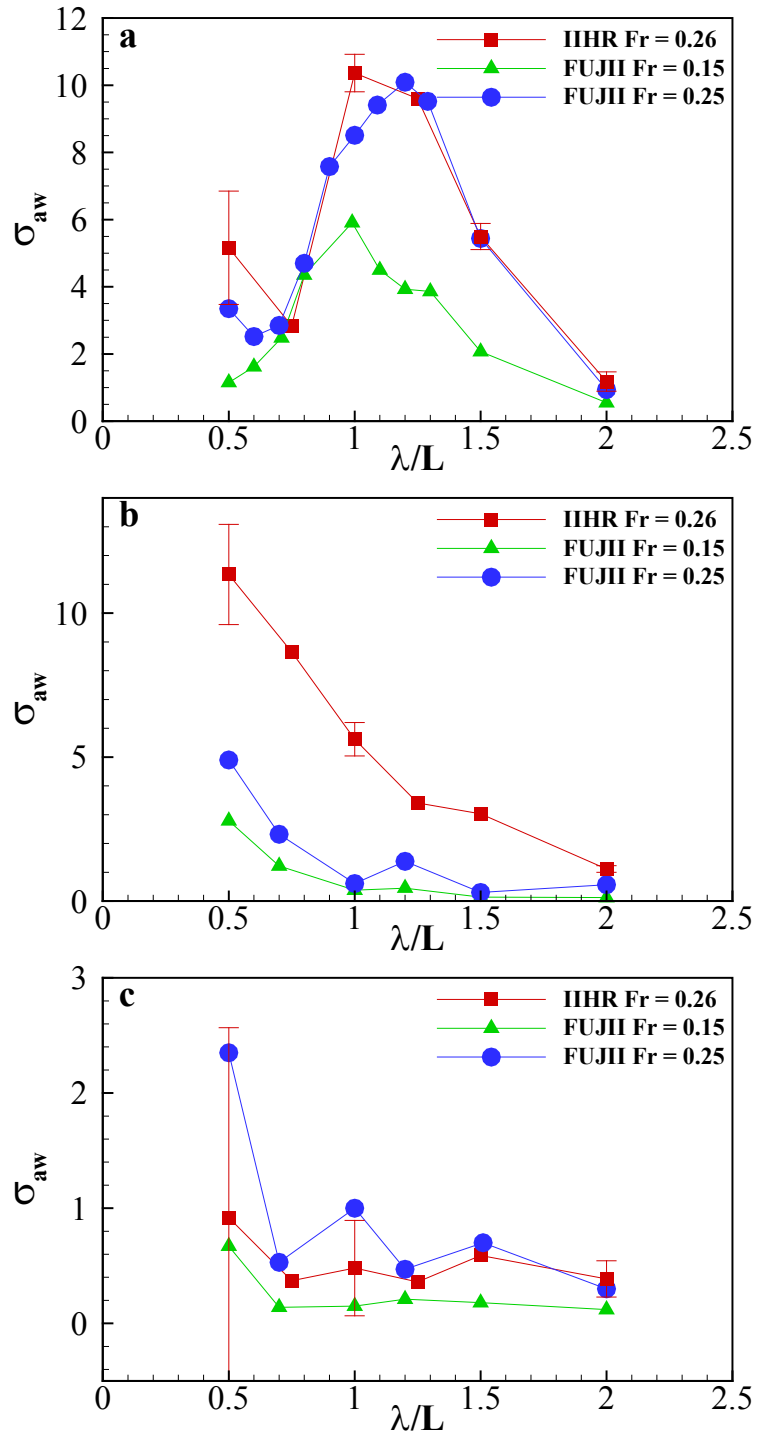 a
IIHR Fr = 0.26
FUJII Fr = 0.15
FUJII Fr = 0.25
12
10
8
6
4
2
0
σaw
0 0.5 1 1.5 2 2.5
λ/L
b
IIHR Fr = 0.26
FUJII Fr = 0.15
FUJII Fr = 0.25
10
5
0
σaw
0 0.5 1 1.5 2 2.5
λ/L
c
IIHR Fr = 0.26
FUJII Fr = 0.15
FUJII Fr = 0.25
3
2
1
0
σaw
0 0.5 1 1.5 2 2.5
λ/L